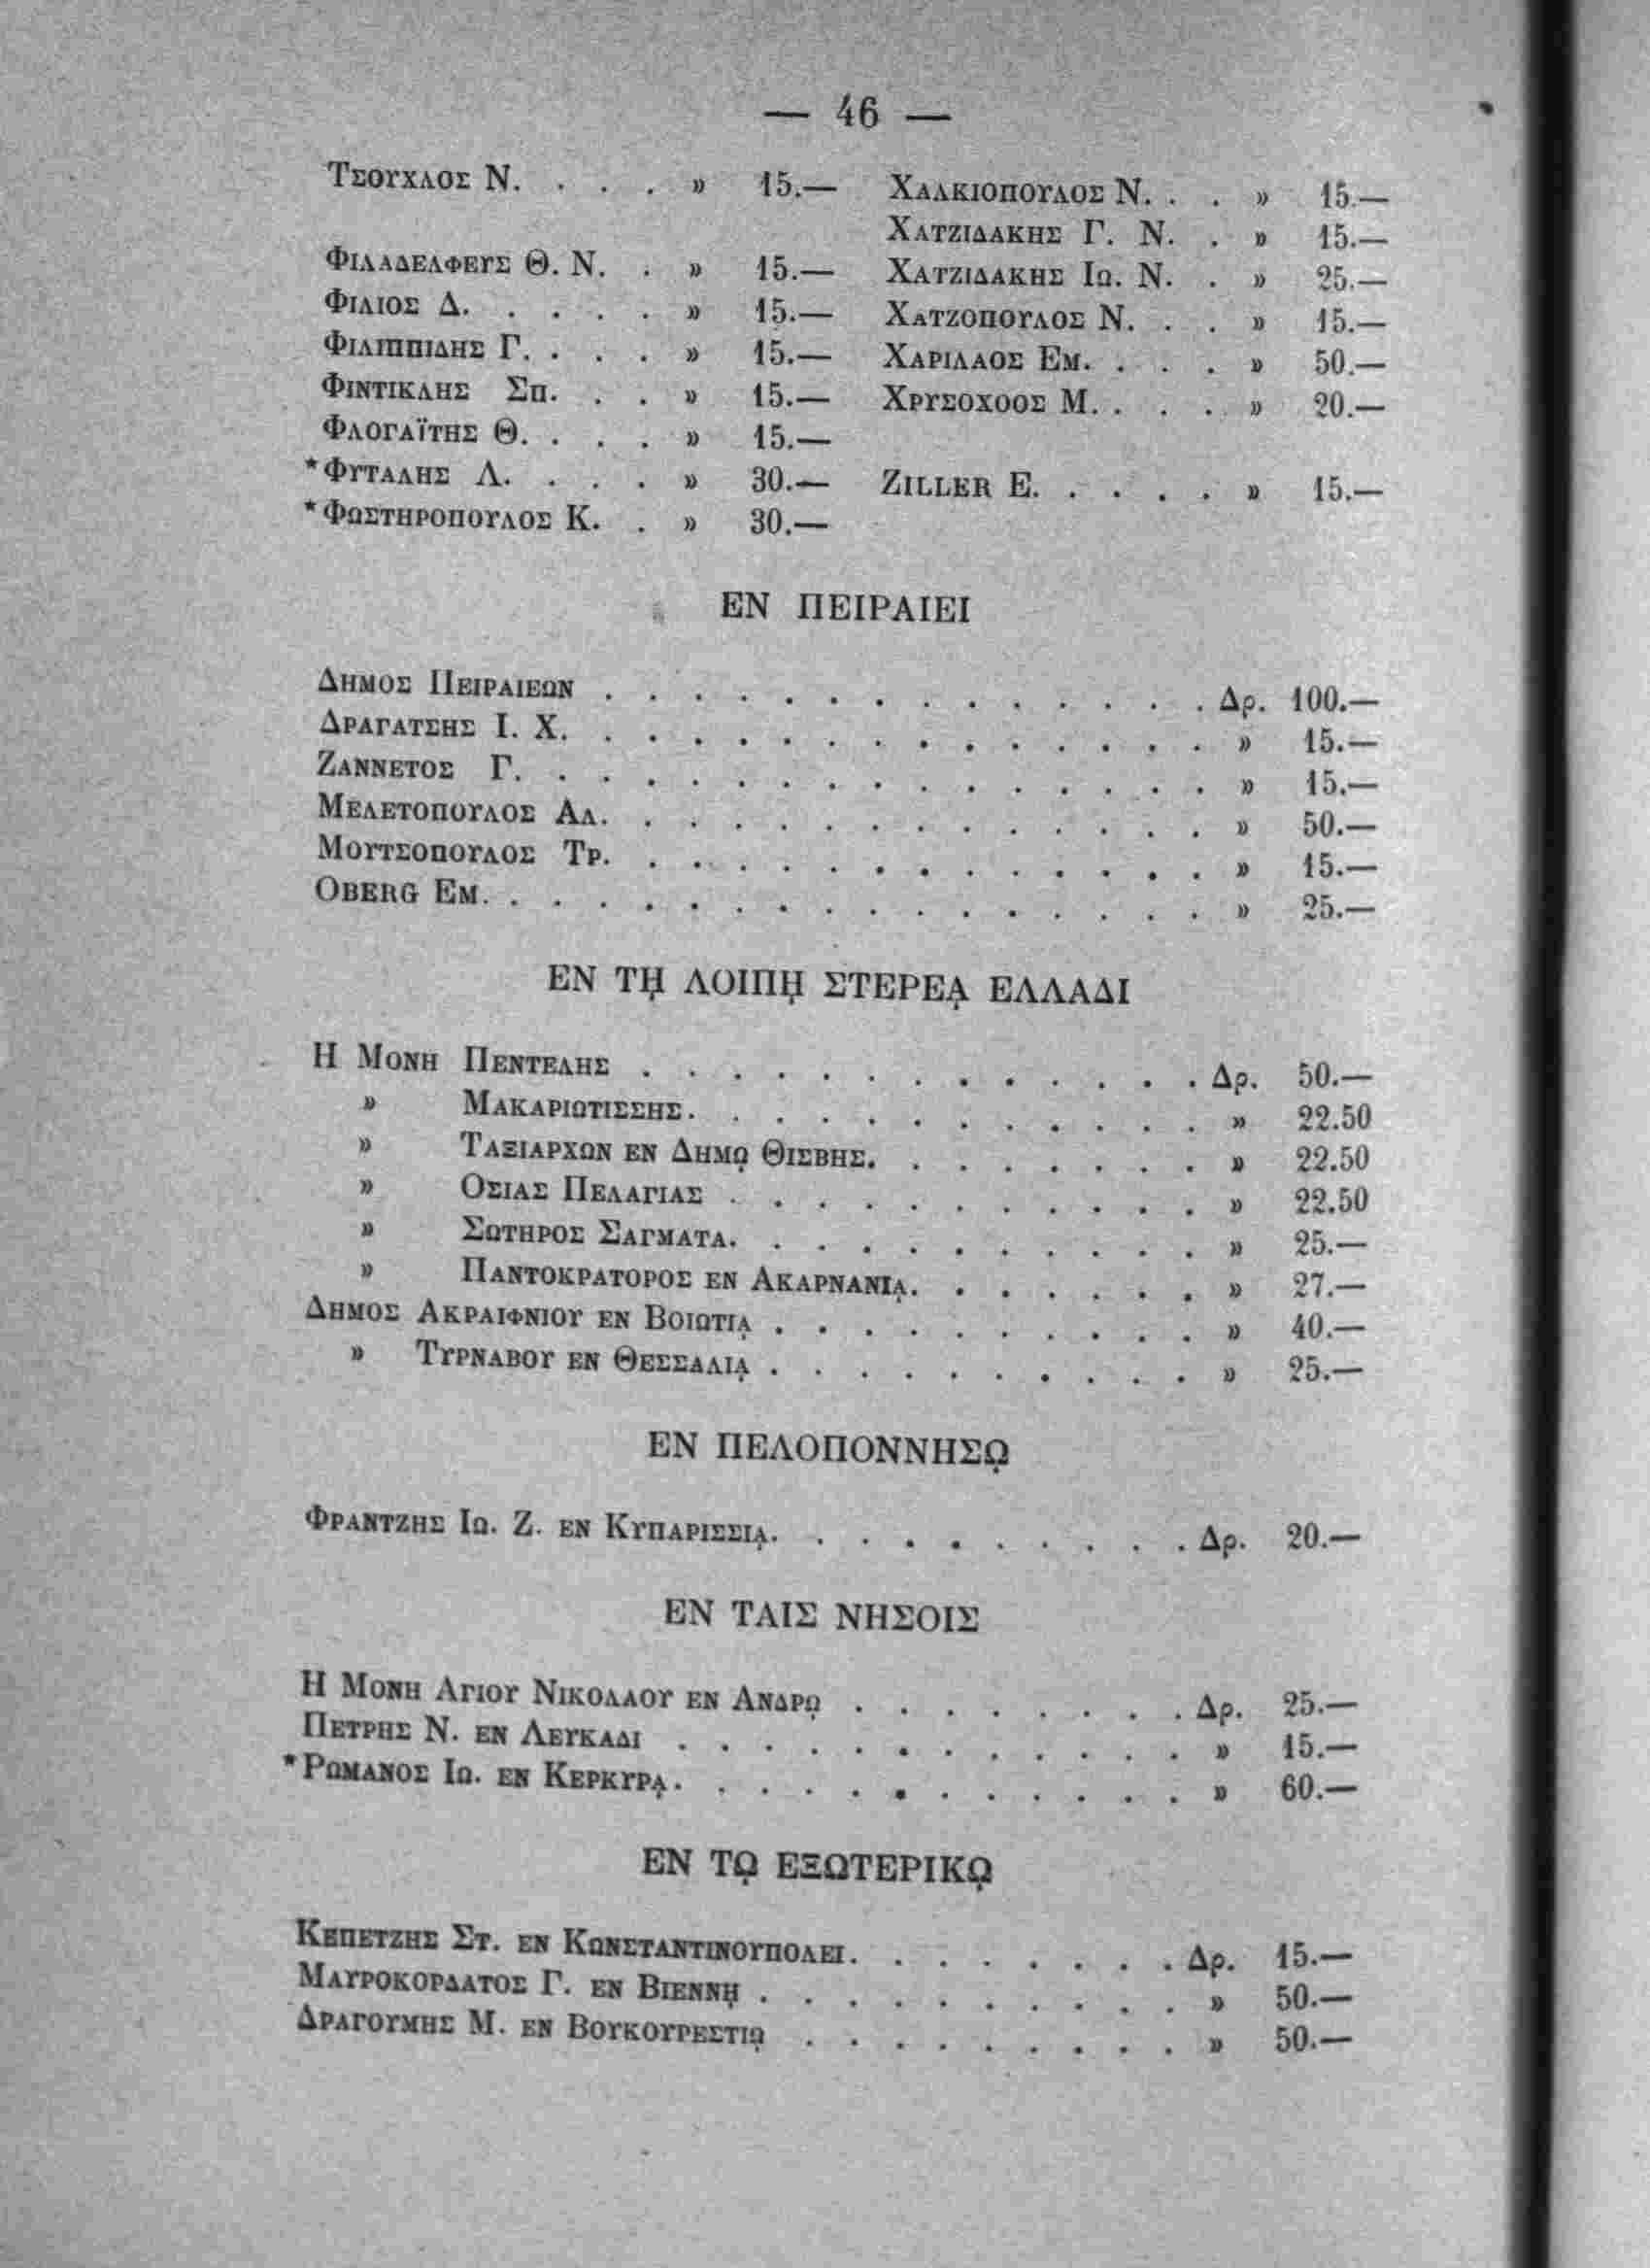 — 46 —
Τσουχλος Ν. . . . . » 15.—
Φιλαδελφευς Θ. Ν. . » 15.—
Φιλιος Δ. . . . . . » 15.—
Φιλιππιδης Γ. . . . . » 15.—
Φιντικλης Σπ. . . . » 15.—
Φλογαϊτης Θ. . . . . » 15.—
*Φυταλης Λ. . . . . » 30.—
*Φωστηροπουλος Κ. . » 30.—
Χαλκιοπουλος Ν. . . » 15.—
Χατζιδακης Γ. Ν. . » 15.—
Χατζιδακης Ιω. Ν. . » 25.—
Χατζοπουλος Ν. . . » 15.—
Χαριλαος Εμ. . . . » 50.—
Χρυσοχοος Μ. . . . . » 20.—
Ziller E. . . . . . » 15.—
ΕΝ ΠΕΙΡΑΙΕΙ
Δημος Πειραιεων . . . . . . . . . . . . . . Δρ. 100.—
Δραγατσης Ι. Χ. . . . . . . . . . . . . . . » 15.—
Ζαννετος Γ. . . . . . . . . . . . . . . . » 15.—
Μελετοπουλος Αλ. . . . . . . . . . . . . . » 50.—
Μουτσοπουλος Τρ. . . . . . . . . . . . . . » 15.—
Oberg Εμ. . . . . . . . . . . . . . . . . » 25.—
ΕΝ Τῌ ΛΟΙΠῌ ΣΤΕΡΕᾼ ΕΛΛΑΔΙ
Η Μονη Πεντελης . . . . . . . . . . . . . Δρ. 50.—
» Μακαριωτισσης. . . . . . . . . . . . » 22.50
» Ταξιαρχων εν Δημῳ Θισβης. . . . . . . . » 22.50
» Οσιας Πελαγιας . . . . . . . . . . . » 22.50
» Σωτηρος Σαγματα. . . . . . . . . . . » 25.—
» Παντοκρατορος εν Ακαρνανιᾳ. . . . . . . » 27.—
Δημος Ακραιφνιου εν Βοιωτιᾳ . . . . . . . . . . » 40.—
» Τυρναβου εν Θεσσαλιᾳ . . . . . . . . . . » 25.—
ΕΝ ΠΕΛΟΠΟΝΝΗΣῼ
Φραντζης Ιω. Ζ. εν Κυπαρισσιᾳ. . . . . . . . . . Δρ. 20.—
ΕΝ ΤΑΙΣ ΝΗΣΟΙΣ
Η Μονη Αγιου Νικολαου εν Ανδρῳ . . . . . . . . Δρ. 25.—
Πετρης Ν. εν Λευκαδι . . . . . . . . . . . . » 15.—
*Ρωμανος Ιω. εν Κερκυρᾳ. . . . . . . . . . . . » 60.—
ΕΝ Τῼ ΕΞΩΤΕΡΙΚῼ
Κεπετζης Στ. εν Κωνσταντινουπολει. . . . . . . . Δρ. 15.—
Μαυροκορδατος Γ. εν Βιεννῃ . . . . . . . . . . » 50.—
Δραγουμης Μ. εν Βουκουρεστιῳ . . . . . . . . . » 50.—